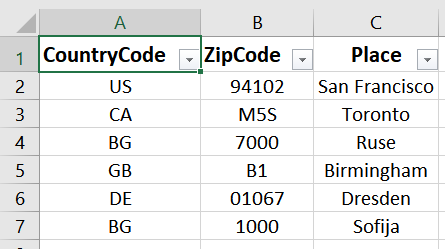 A B C
1 CountryCode ZipCode Place
2 US 94102 San Francisco
3 CA M5S Toronto
4 BG 7000 Ruse
5 GB B1 Birmingham
6 DE 01067 Dresden
7 BG 1000 Sofija